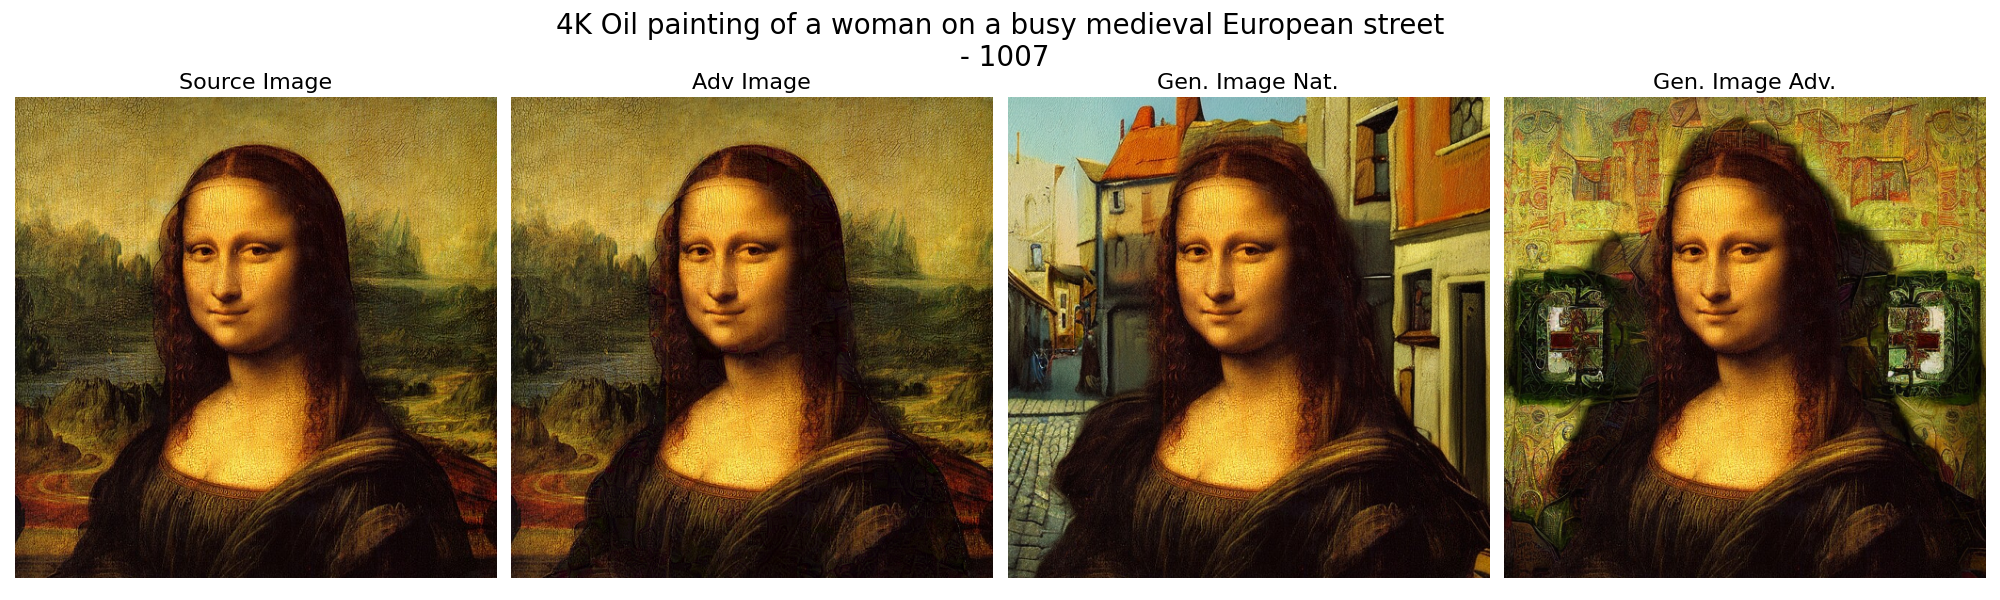 4K Oil painting of a woman on a busy medieval European street
- 1007
Source Image
Adv Image
Gen. Image Nat.
Gen. Image Adv.